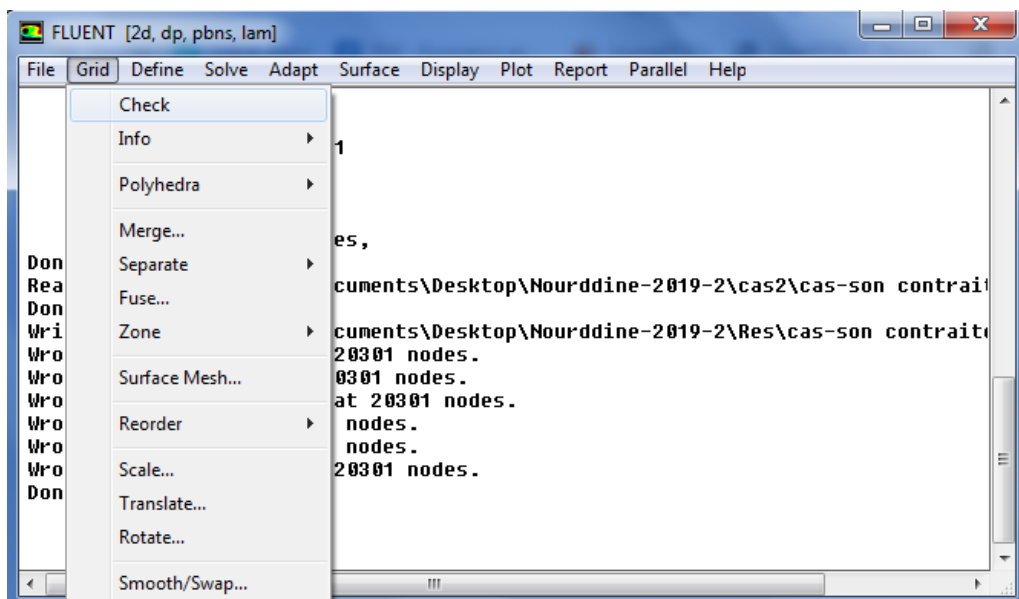 FLUENT [2d, dp, pbns, lam]
File Grid Define Solve Adapt Surface Display Plot Report Parallel Help
Check
Info
1
Polyhedra
Merge...
es,
Don
Separate
Rea
cuments\Desktop\Nourddine-2019-2\cas2\cas-son contrait
Fuse...
Don
Wri
Zone
cuments\Desktop\Nourddine-2019-2\Res\cas-son contraite
Wro
20301 nodes.
Wro
Surface Mesh...
0301 nodes.
Wro
at 20301 nodes.
Wro
Reorder
nodes.
Wro
nodes.
Wro
Scale...
20301 nodes.
Don
Translate...
Rotate...
Smooth/Swap...